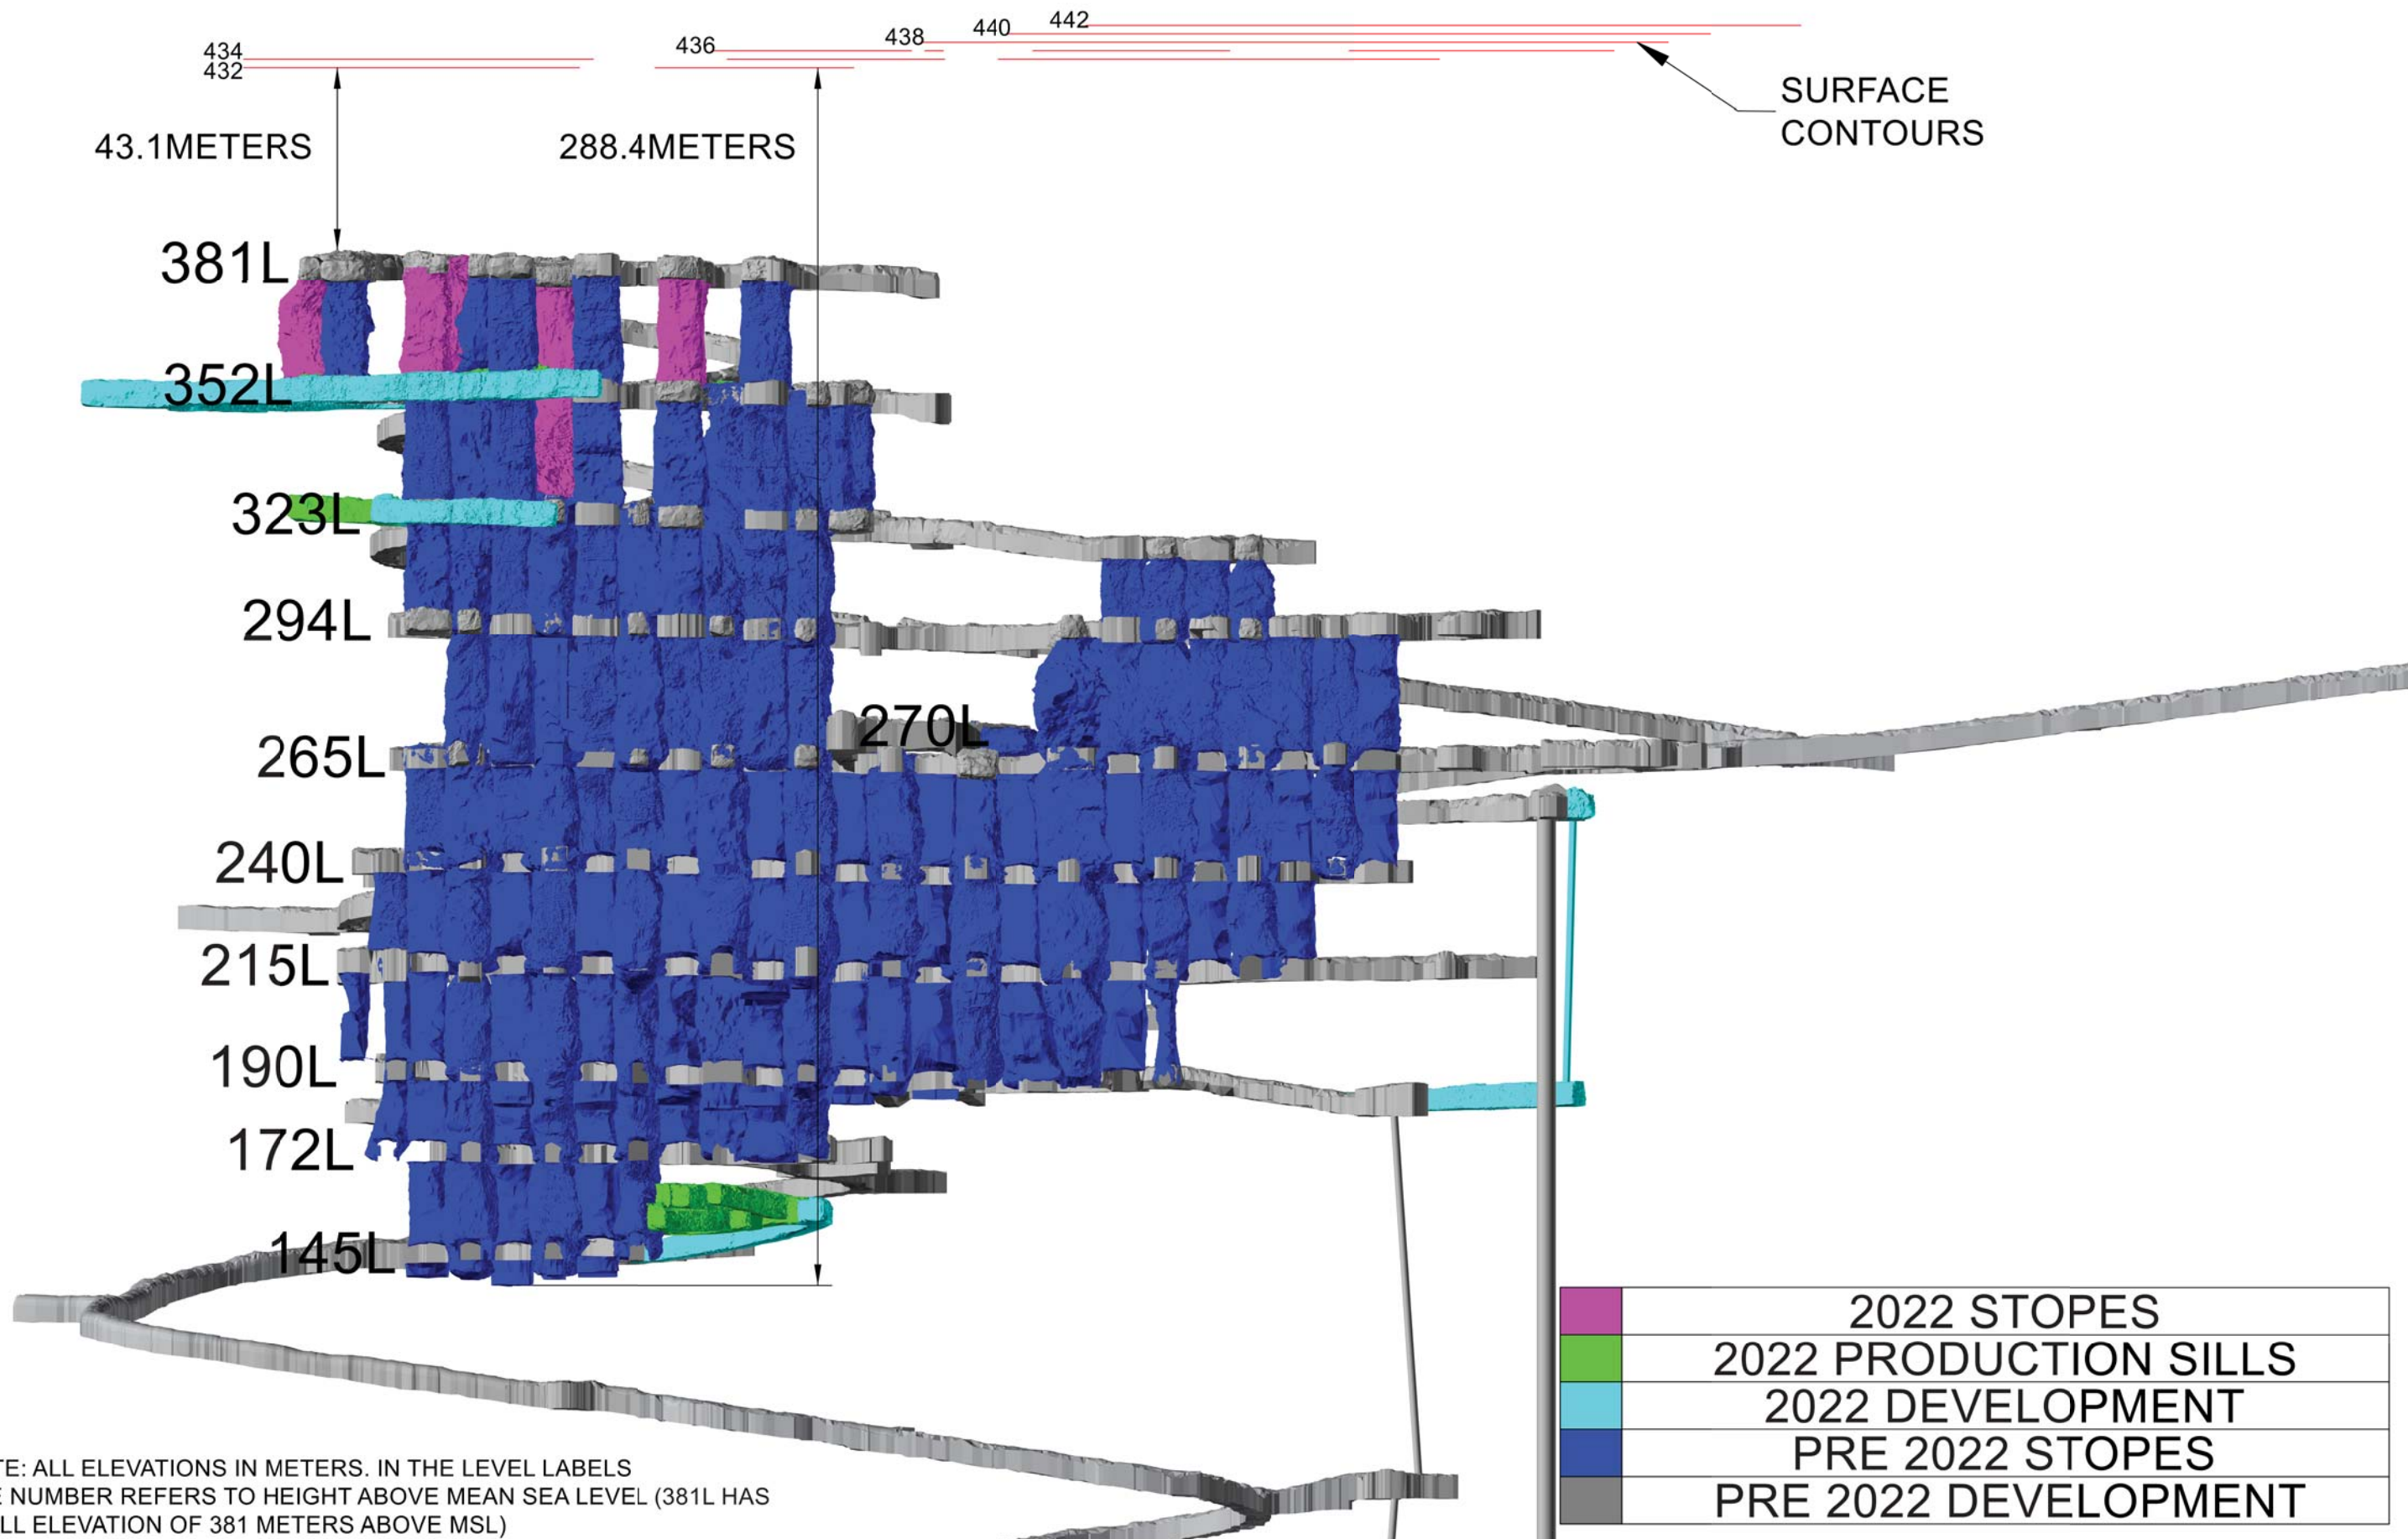 442
440
438
436
434
432
SURFACE
CONTOURS
43.1METERS
288.4METERS
381L
352L
323L
294L
270L
265L
240L
215L
190L
172L
145L
2022 STOPES
2022 PRODUCTION SILLS
2022 DEVELOPMENT
PRE 2022 STOPES
PRE 2022 DEVELOPMENT
TE: ALL ELEVATIONS IN METERS. IN THE LEVEL LABELS
E NUMBER REFERS TO HEIGHT ABOVE MEAN SEA LEVEL (381L HAS
LL ELEVATION OF 381 METERS ABOVE MSL)